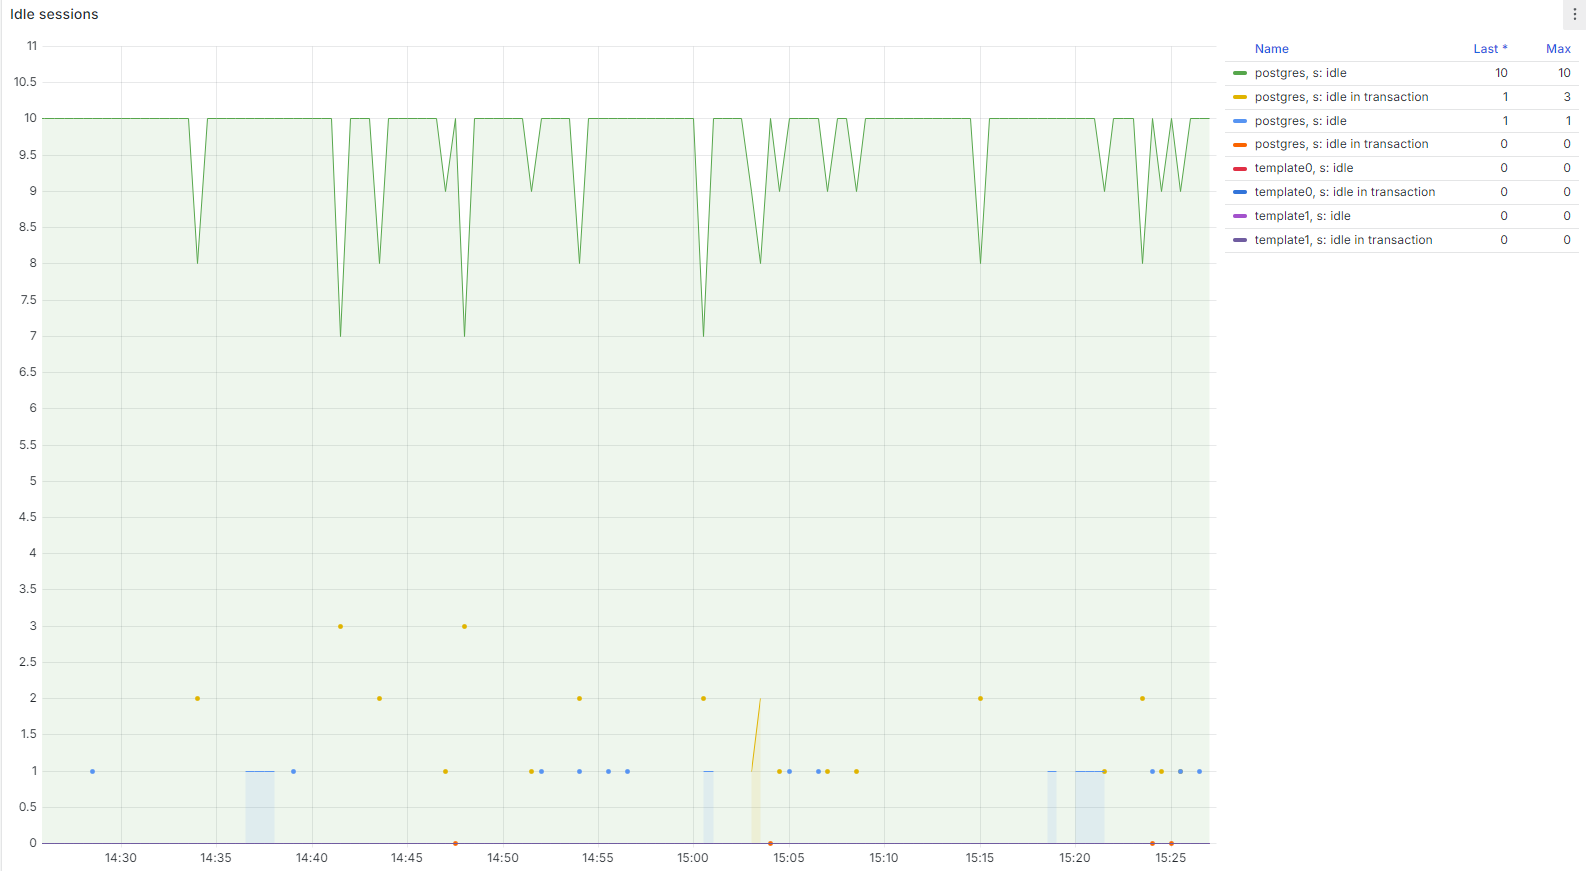 Idle sessions
11
10.5
10
9.5
9
8.5
8
7.5
7
6.5
6
5.5
5
4.5
4
3.5
3
2.5
2
1.5
1
0.5
0
14:30 14:35 14:40 14:45 14:50 14:55 15:00 15:05 15:10 15:15 15:20 15:25
Name Last * Max
postgres, s: idle 10 10
postgres, s: idle in transaction 1 3
postgres, s: idle 1 1
postgres, s: idle in transaction 0 0
template0, s: idle 0 0
template0, s: idle in transaction 0 0
template1, s: idle 0 0
template1, s: idle in transaction 0 0